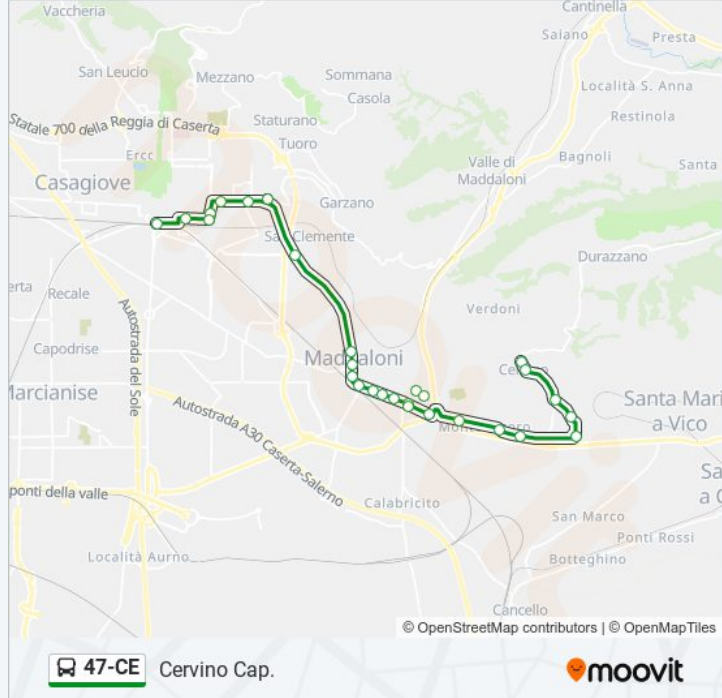 Vaccheria
Cantinella
Saiano
Presta
San Leucio
Mezzano
Sommana
Casola
Località S. Anna
Statale 700 della Reggia di Caserta
Staturano
Tuoro
Restinola
Ercc
Valle di
Maddaloni
Bagnoli
Santa
Casagiove
Garzano
San Clemente
Durazzano
erta
Recale
Verdoni
Autostrada del Sole
Capodrise
Maddaloni
Marcianise
Santa Mari
a Vico
Autostrada A30 Caserta-Salerno
Sa
a C
ponti della valle
Calabricito
San Marco
Ponti Rossi
Località Aurno
Botteghino
Cancello
© OpenStreetMap contributors | © OpenMapTiles
47-CE
Cervino Cap.
moovit